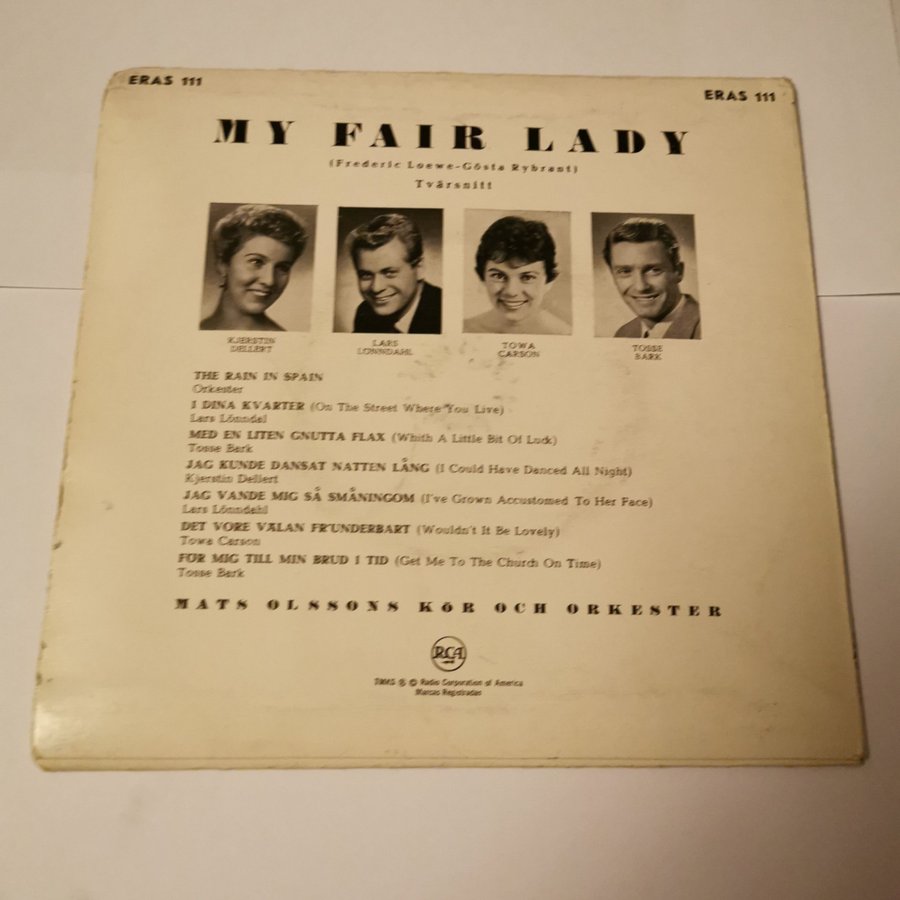 ERAS 111
ERAS 111
MY FAIR LADY
(Frederic Loewe-Gösta Rybrant)
Tvärsnitt
KJERSTIN
DELLERT
LARS
LÖNNDAHL
TOWA
CARSON
TOSSE
BARK
THE RAIN IN SPAIN
Orkester
I DINA KVARTER (On The Street Where You Live)
Lars Lönndal
MED EN LITEN GNUTTA FLAX (Whith A Little Bit Of Luck)
Tosse Bark
JAG KUNDE DANSAT NATTEN LÅNG (I Could Have Danced All Night)
Kjerstin Dellert
JAG VANDE MIG SÅ SMÅNINGOM (I've Grown Accustomed To Her Face)
Lars Lönndahl
DET VORE VÄLAN FR'UNDERBART (Wouldn't It Be Lovely)
Towa Carson
FÖR MIG TILL MIN BRUD I TID (Get Me To The Church On Time)
Tosse Bark
MATS OLSSONS KÖR OCH ORKESTER
RCA
TMKS ® © Radio Corporation of America
Marcas Registradas